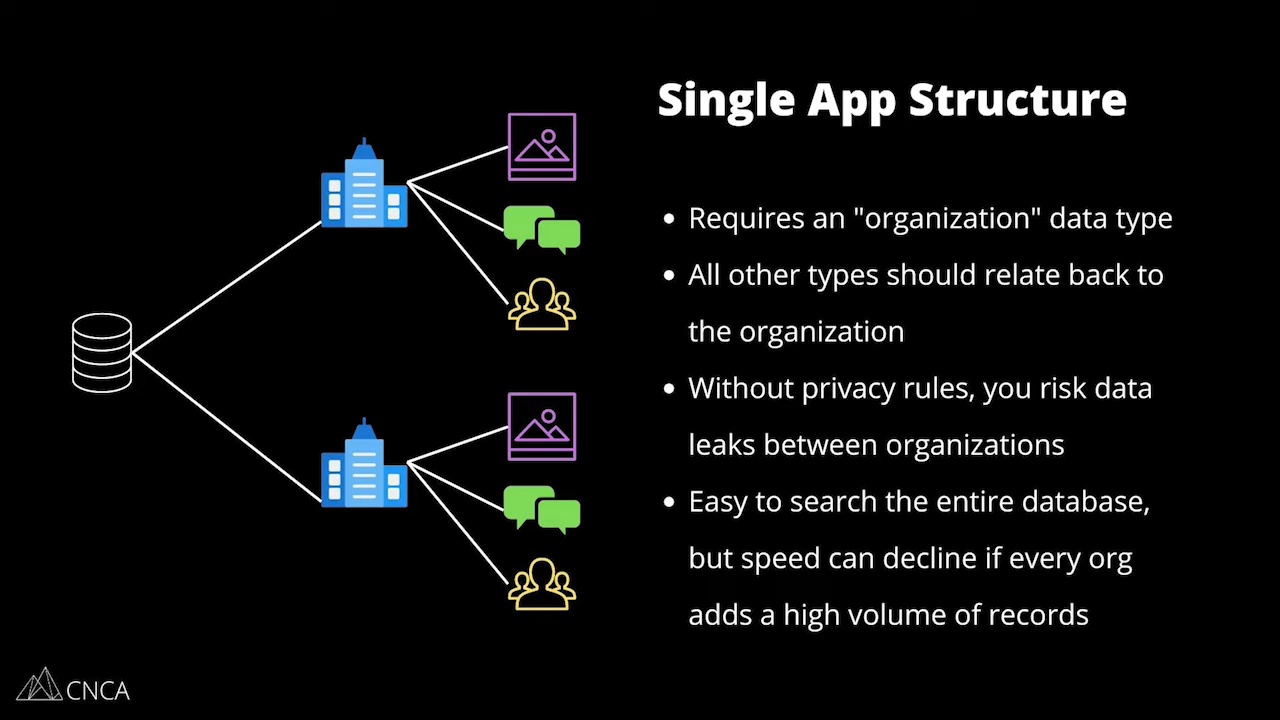 Single App Structure
• Requires an "organization" data type
• All other types should relate back to
the organization
• Without privacy rules, you risk data
leaks between organizations
• Easy to search the entire database,
but speed can decline if every org
adds a high volume of records
CNCA